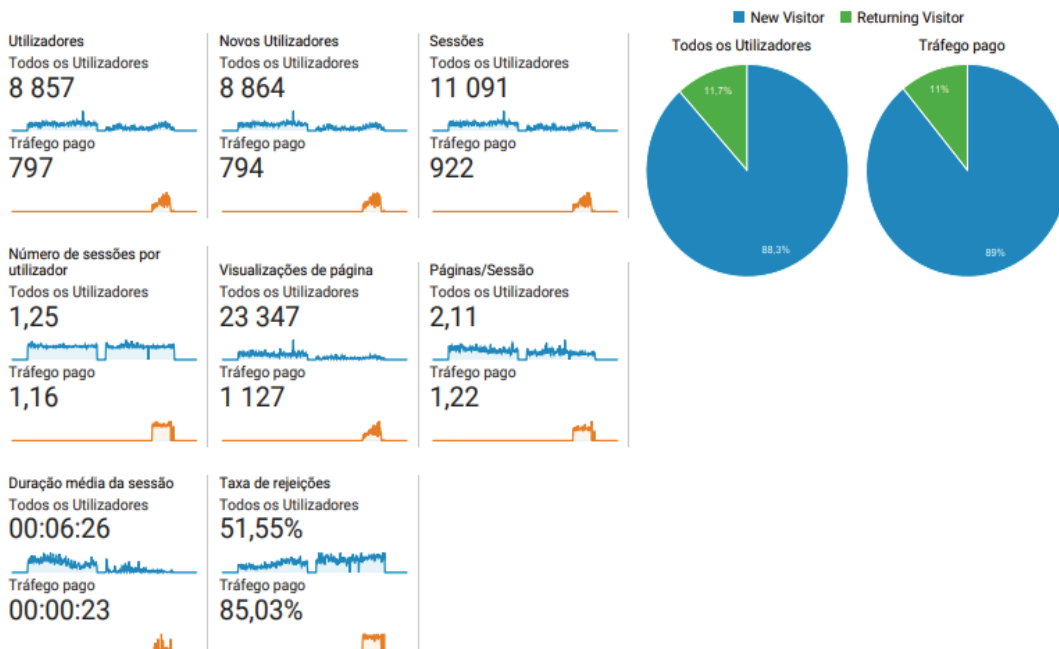 New Visitor
Returning Visitor
Utilizadores
Todos os Utilizadores
8 857
Tráfego pago
797
Novos Utilizadores
Todos os Utilizadores
8 864
Tráfego pago
794
Sessões
Todos os Utilizadores
11 091
Tráfego pago
922
Todos os Utilizadores
11,7%
88,3%
Tráfego pago
11%
89%
Número de sessões por
utilizador
Todos os Utilizadores
1,25
Tráfego pago
1,16
Visualizações de página
Todos os Utilizadores
23 347
Tráfego pago
1 127
Páginas/Sessão
Todos os Utilizadores
2,11
Tráfego pago
1,22
Duração média da sessão
Todos os Utilizadores
00:06:26
Tráfego pago
00:00:23
Taxa de rejeições
Todos os Utilizadores
51,55%
Tráfego pago
85,03%